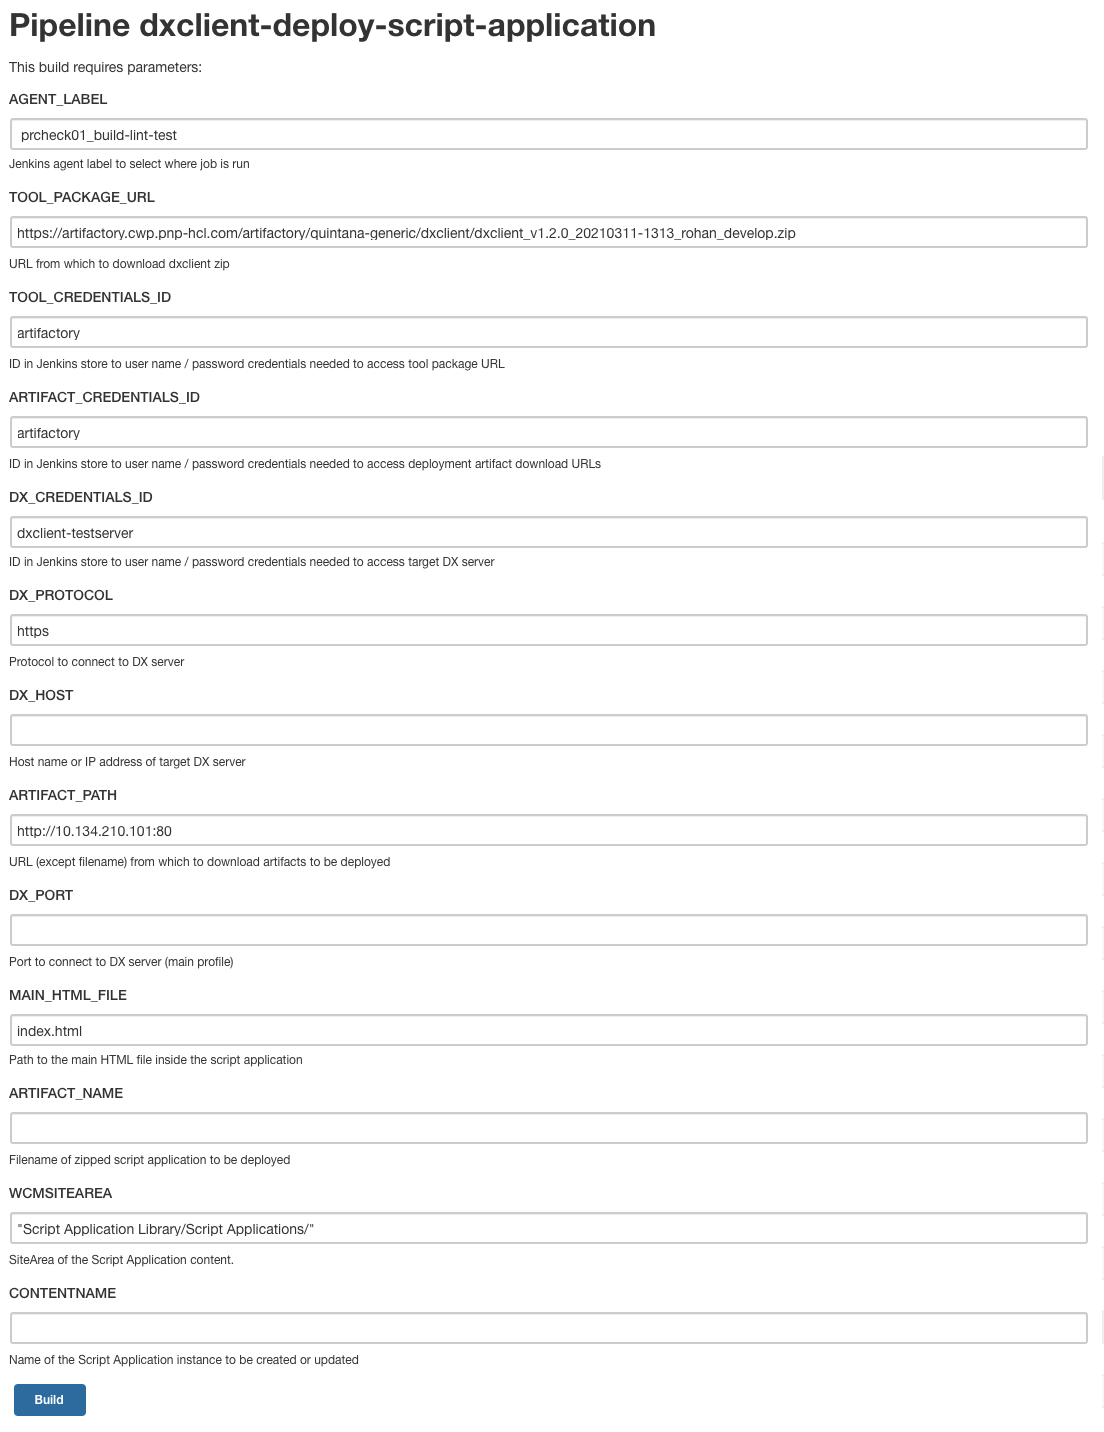 Pipeline dxclient-deploy-script-application
This build requires parameters:
AGENT_LABEL
prcheck01_build-lint-test
Jenkins agent label to select where job is run
TOOL_PACKAGE_URL
https://artifactory.cwp.pnp-hcl.com/artifactory/quintana-generic/dxclient/dxclient_v1.2.0_20210311-1313_rohan_develop.zip
URL from which to download dxclient zip
TOOL_CREDENTIALS_ID
artifactory
ID in Jenkins store to user name / password credentials needed to access tool package URL
ARTIFACT_CREDENTIALS_ID
artifactory
ID in Jenkins store to user name / password credentials needed to access deployment artifact download URLs
DX_CREDENTIALS_ID
dxclient-testserver
ID in Jenkins store to user name / password credentials needed to access target DX server
DX_PROTOCOL
https
Protocol to connect to DX server
DX_HOST
Host name or IP address of target DX server
ARTIFACT_PATH
http://10.134.210.101:80
URL (except filename) from which to download artifacts to be deployed
DX_PORT
Port to connect to DX server (main profile)
MAIN_HTML_FILE
index.html
Path to the main HTML file inside the script application
ARTIFACT_NAME
Filename of zipped script application to be deployed
WCMSITEAREA
"Script Application Library/Script Applications/"
SiteArea of the Script Application content.
CONTENTNAME
Name of the Script Application instance to be created or updated
Build